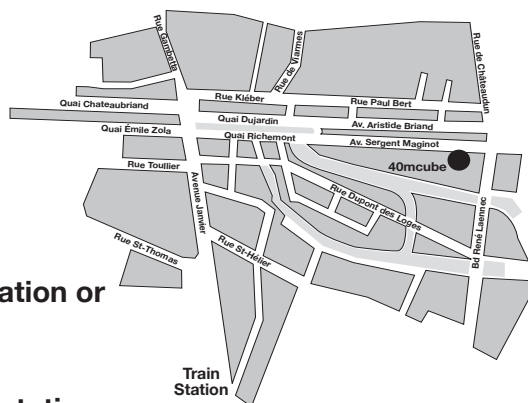 Rue Gambetta
Rue de Viarmes
Rue de Châteaudun
Quai Chateaubriand
Rue Kléber
Rue Paul Bert
Quai Dujardin
Av. Aristide Briand
Quai Émile Zola
Quai Richemont
Av. Sergent Maginot
40mcube
Rue Toullier
Avenue Janvier
Rue Dupont des Loges
Bd René Laennec
Rue St-Thomas
Rue St-Hélier
ation or
Train
Station